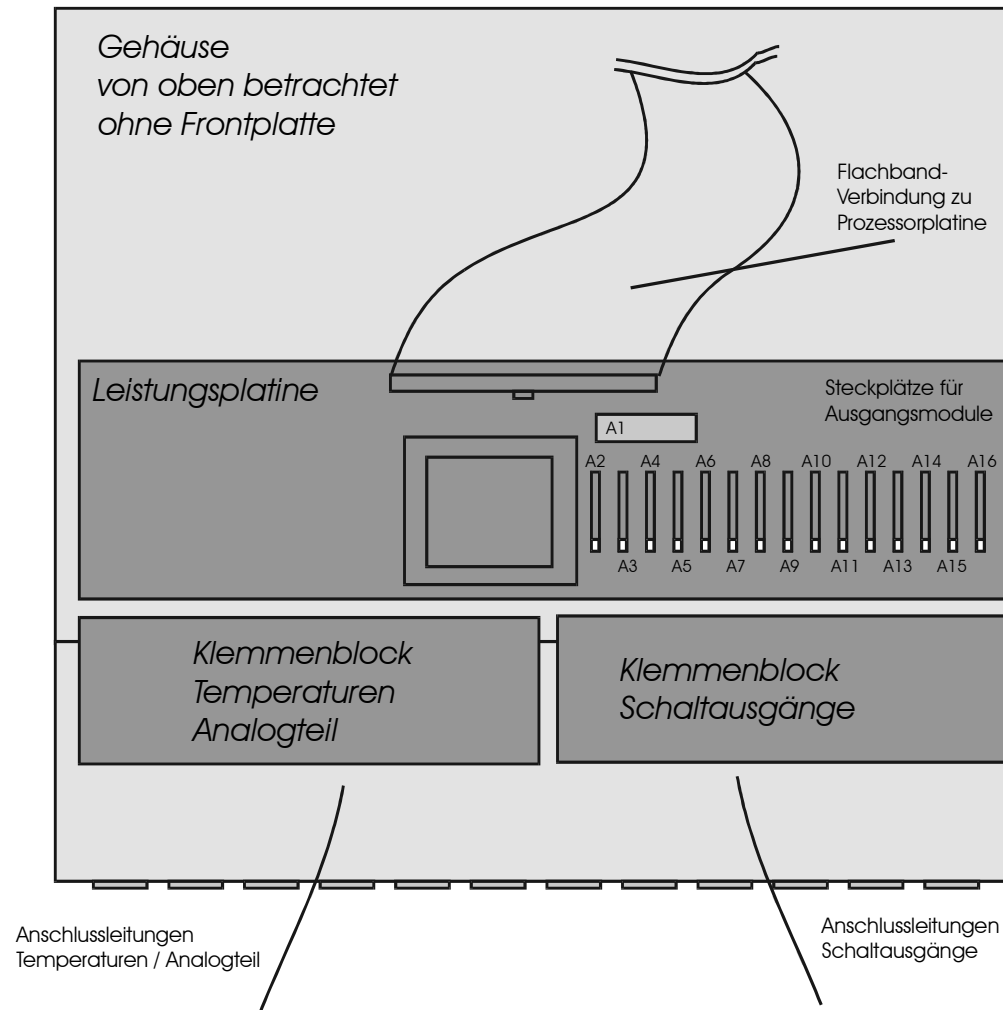 Gehäuse
von oben betrachtet
ohne Frontplatte
Flachband-
Verbindung zu
Prozessorplatine
Leistungsplatine
Steckplätze für
Ausgangsmodule
A1
A2 A4 A6 A8 A10 A12 A14 A16
A3 A5 A7 A9 A11 A13 A15
Klemmenblock
Temperaturen
Analogteil
Klemmenblock
Schaltausgänge
Anschlussleitungen
Temperaturen / Analogteil
Anschlussleitungen
Schaltausgänge